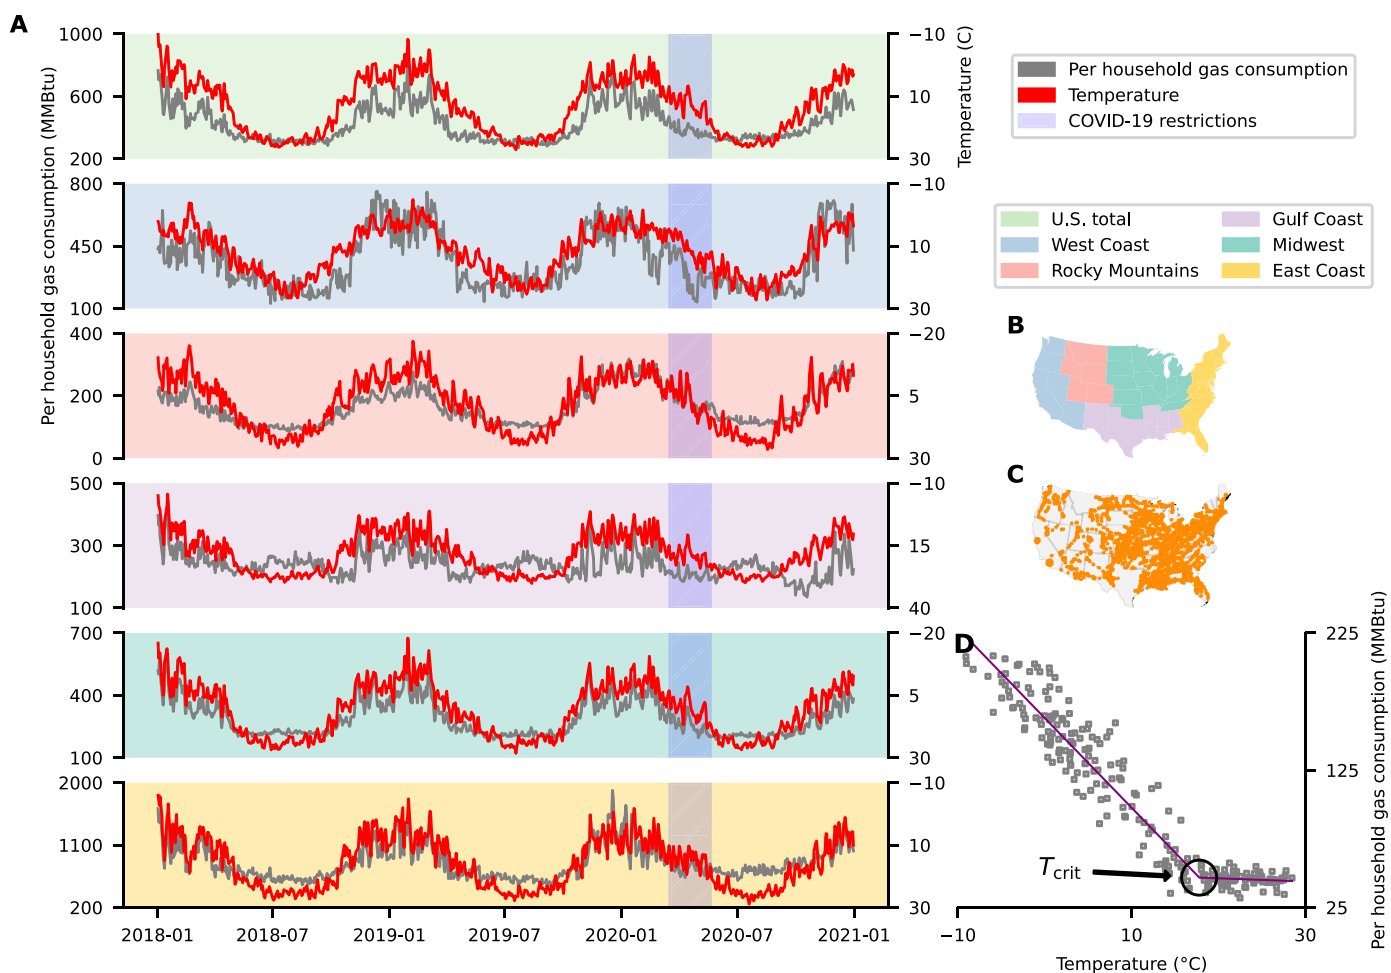 A
Per household gas consumption (MMBtu)
Temperature (C)
1000
600
200
−10
10
30
800
450
100
−10
10
30
400
200
0
−20
5
30
500
300
100
−10
15
40
700
400
100
−20
5
30
2000
1100
200
−10
10
30
2018-01
2018-07
2019-01
2019-07
2020-01
2020-07
2021-01
Per household gas consumption (MMBtu)
Temperature
COVID-19 restrictions
U.S. total
West Coast
Rocky Mountains
Gulf Coast
Midwest
East Coast
B
C
D
T crit
225
125
25
Per household gas consumption (MMBtu)
−10
10
30
Temperature (°C)